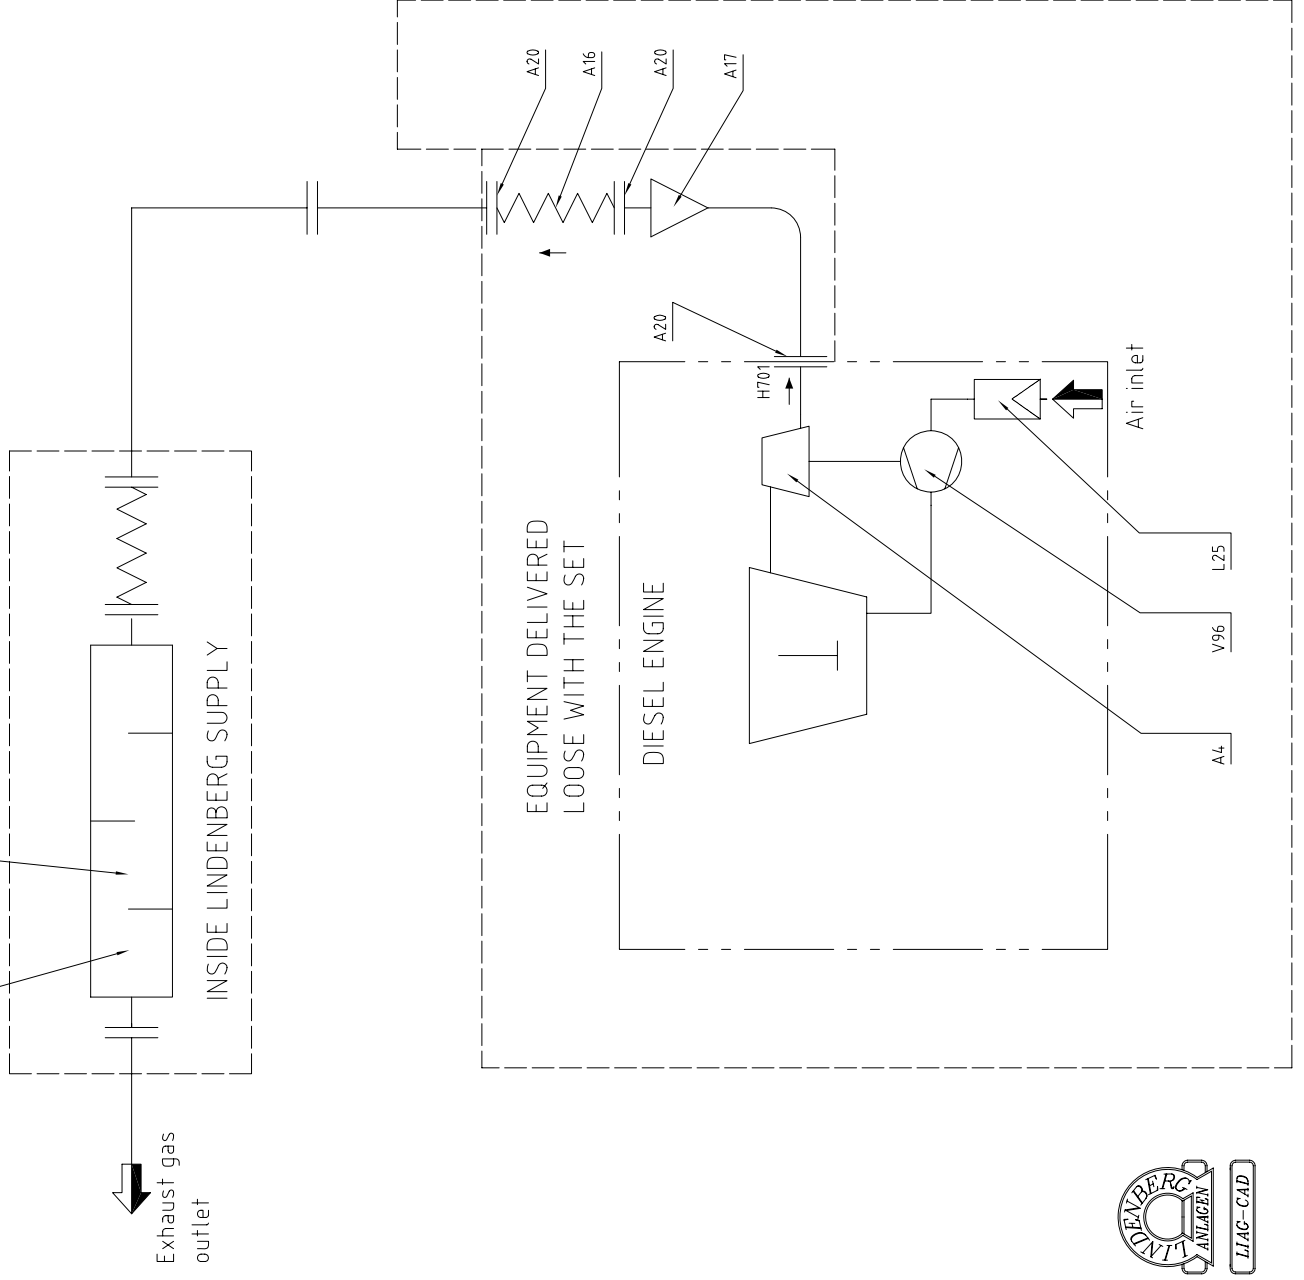 Exhaust gas
outlet
INSIDE LINDENBERG SUPPLY
EQUIPMENT DELIVERED
LOOSE WITH THE SET
DIESEL ENGINE
A20
A16
A20
A17
A20
H701
Air inlet
L25
V96
A4
LINDENBERG
ANLAGEN
LIAG-CAD